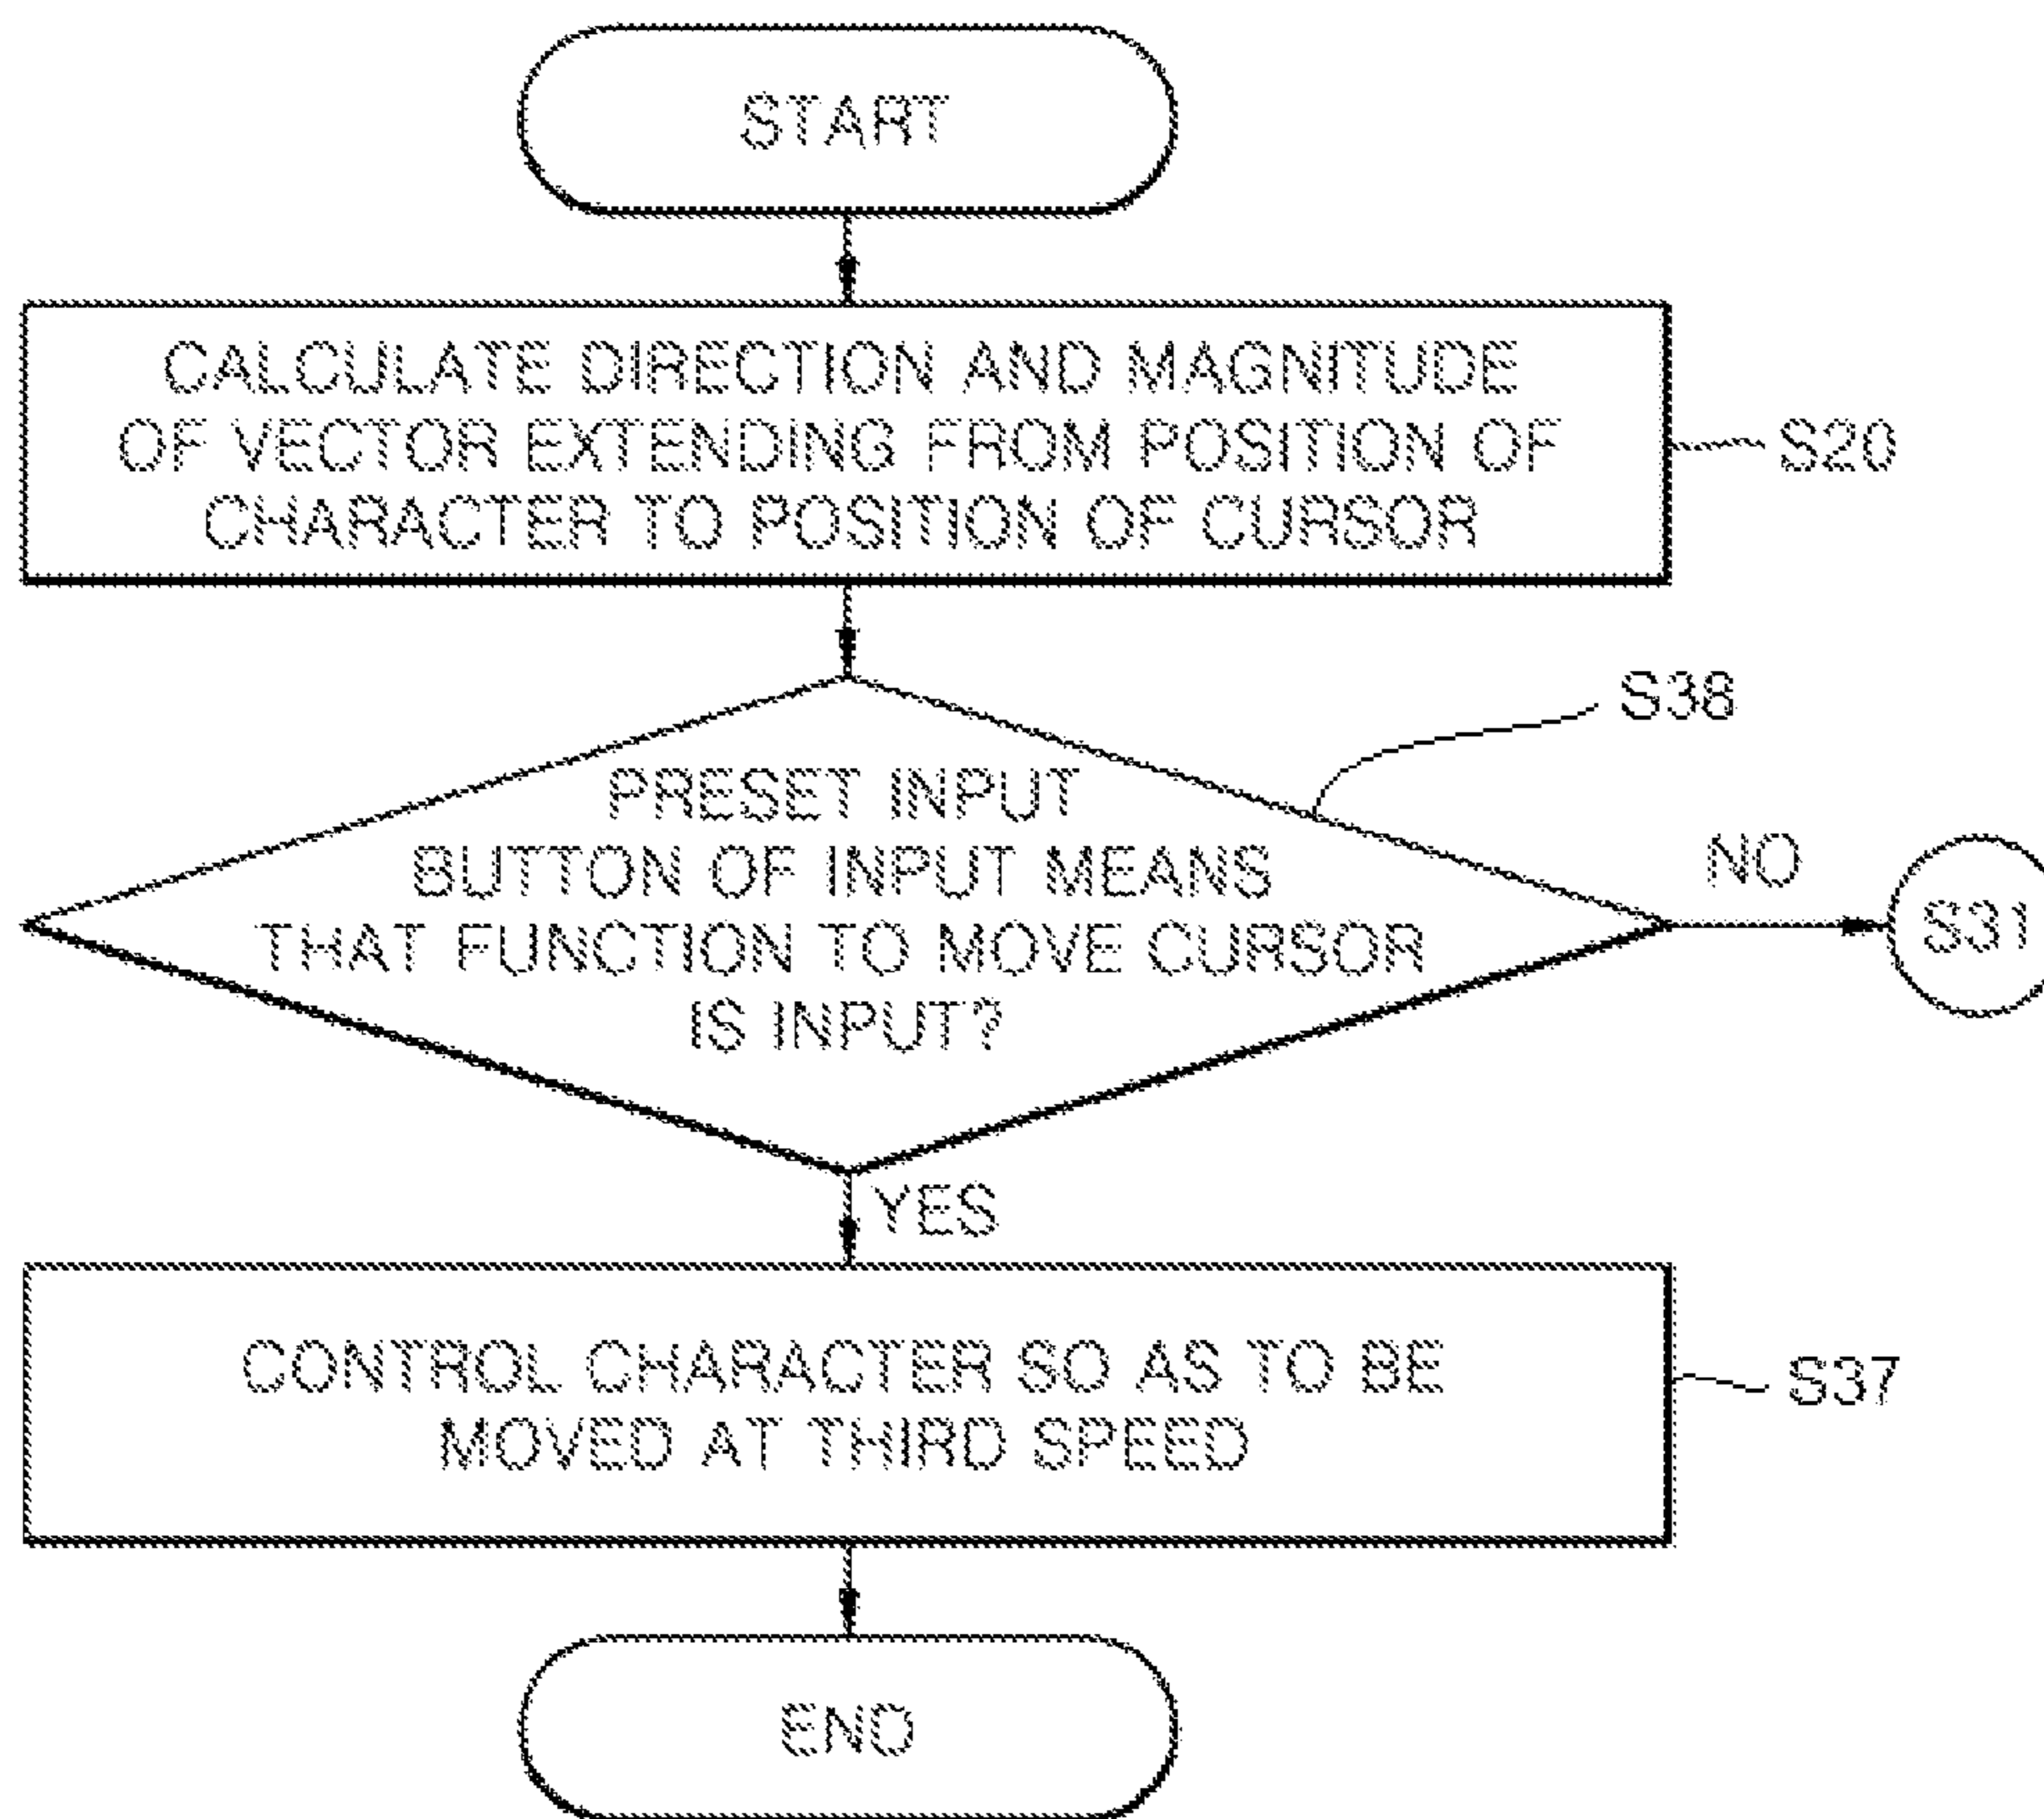 START
CALCULATE DIRECTION AND MAGNITUDE
OF VECTOR EXTENDING FROM POSITION OF
CHARACTER TO POSITION OF CURSOR
S20
S38
PRESET INPUT
BUTTON OF INPUT MEANS
THAT FUNCTION TO MOVE CURSOR
IS INPUT?
NO
S31
YES
CONTROL CHARACTER SO AS TO BE
MOVED AT THIRD SPEED
S37
END